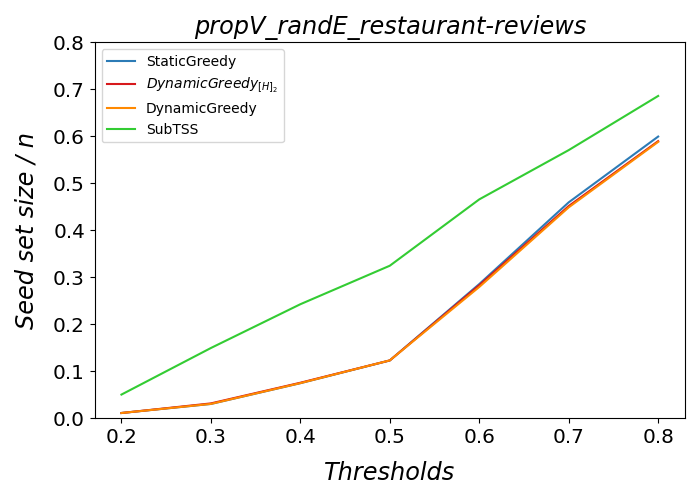 propV_randE_restaurant-reviews
StaticGreedy
DynamicGreedy[H]2
DynamicGreedy
SubTSS
Seed set size / n
0.8
0.7
0.6
0.5
0.4
0.3
0.2
0.1
0.0
0.2 0.3 0.4 0.5 0.6 0.7 0.8
Thresholds